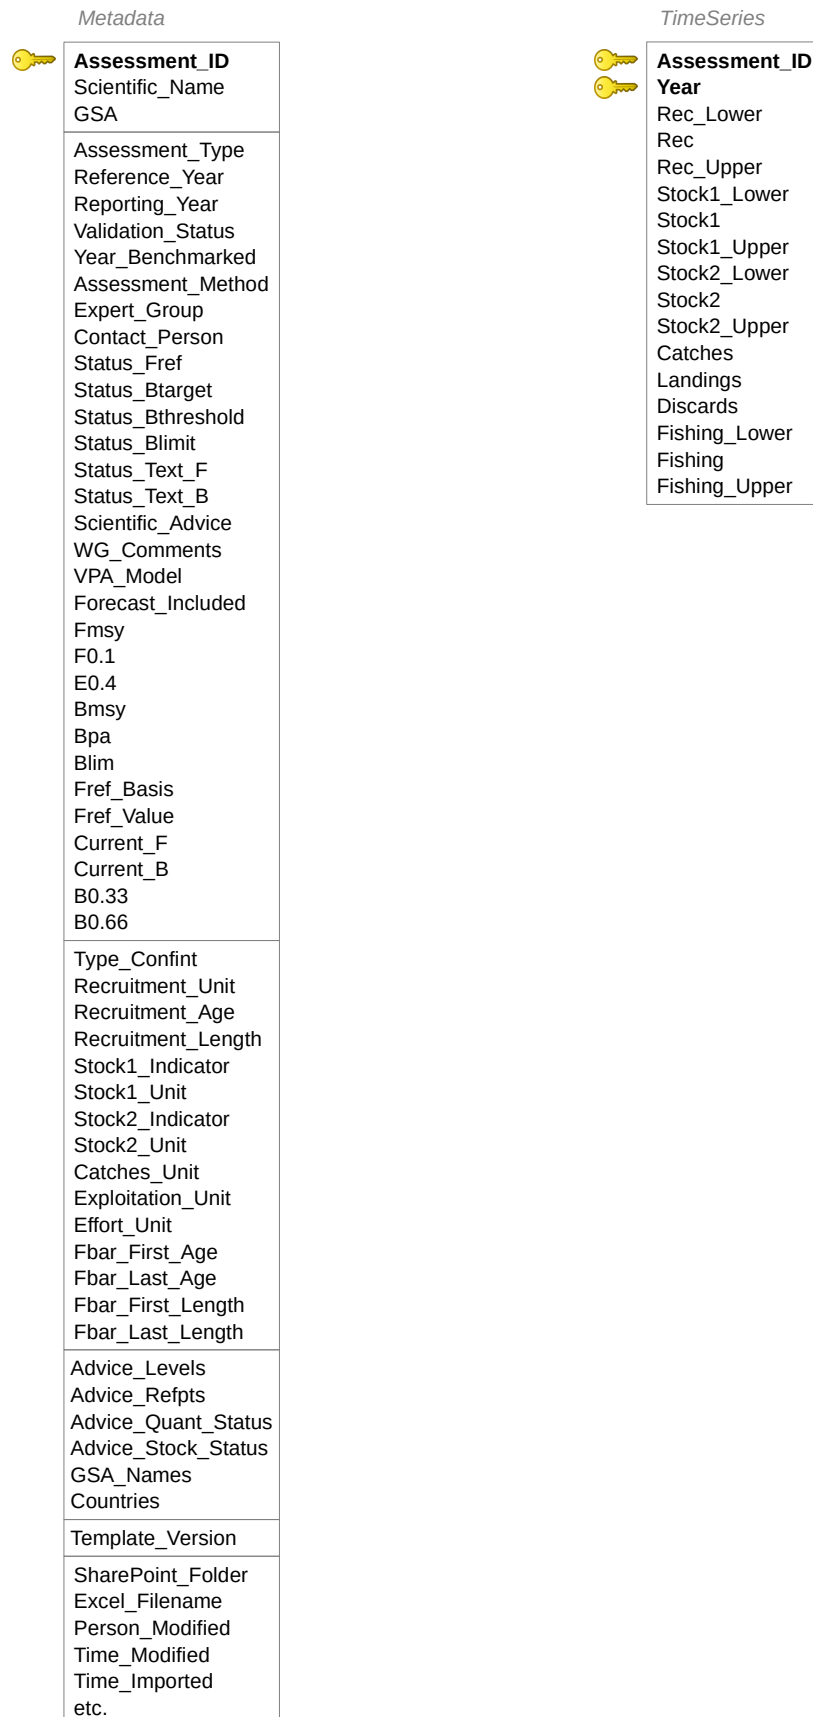 Metadata
Assessment_ID
Scientific_Name
GSA
Assessment_Type
Reference_Year
Reporting_Year
Validation_Status
Year_Benchmarked
Assessment_Method
Expert_Group
Contact_Person
Status_Fref
Status_Btarget
Status_Bthreshold
Status_Blimit
Status_Text_F
Status_Text_B
Scientific_Advice
WG_Comments
VPA_Model
Forecast_Included
Fmsy
F0.1
E0.4
Bmsy
Bpa
Blim
Fref_Basis
Fref_Value
Current_F
Current_B
B0.33
B0.66
Type_Confint
Recruitment_Unit
Recruitment_Age
Recruitment_Length
Stock1_Indicator
Stock1_Unit
Stock2_Indicator
Stock2_Unit
Catches_Unit
Exploitation_Unit
Effort_Unit
Fbar_First_Age
Fbar_Last_Age
Fbar_First_Length
Fbar_Last_Length
Advice_Levels
Advice_Refpts
Advice_Quant_Status
Advice_Stock_Status
GSA_Names
Countries
Template_Version
SharePoint_Folder
Excel_Filename
Person_Modified
Time_Modified
Time_Imported
etc.
TimeSeries
Assessment_ID
Year
Rec_Lower
Rec
Rec_Upper
Stock1_Lower
Stock1
Stock1_Upper
Stock2_Lower
Stock2
Stock2_Upper
Catches
Landings
Discards
Fishing_Lower
Fishing
Fishing_Upper